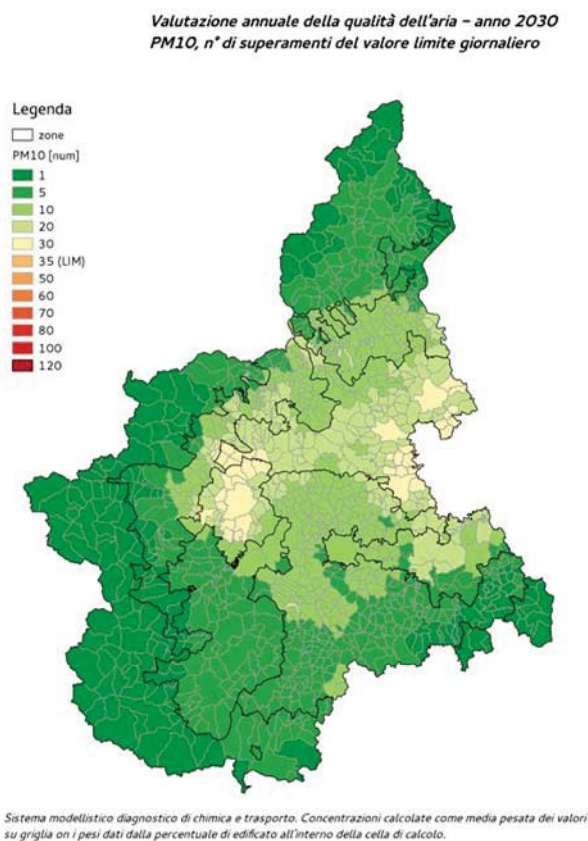 Valutazione annuale della qualità dell'aria – anno 2030
PM10, n° di superamenti del valore limite giornaliero
Legenda
zone
PM10 [num]
1
5
10
20
30
35 (LIM)
50
60
70
80
100
120
Sistema modellistico diagnostico di chimica e trasporto. Concentrazioni calcolate come media pesata dei valori
su griglia on i pesi dati dalla percentuale di edificato all'interno della cella di calcolo.